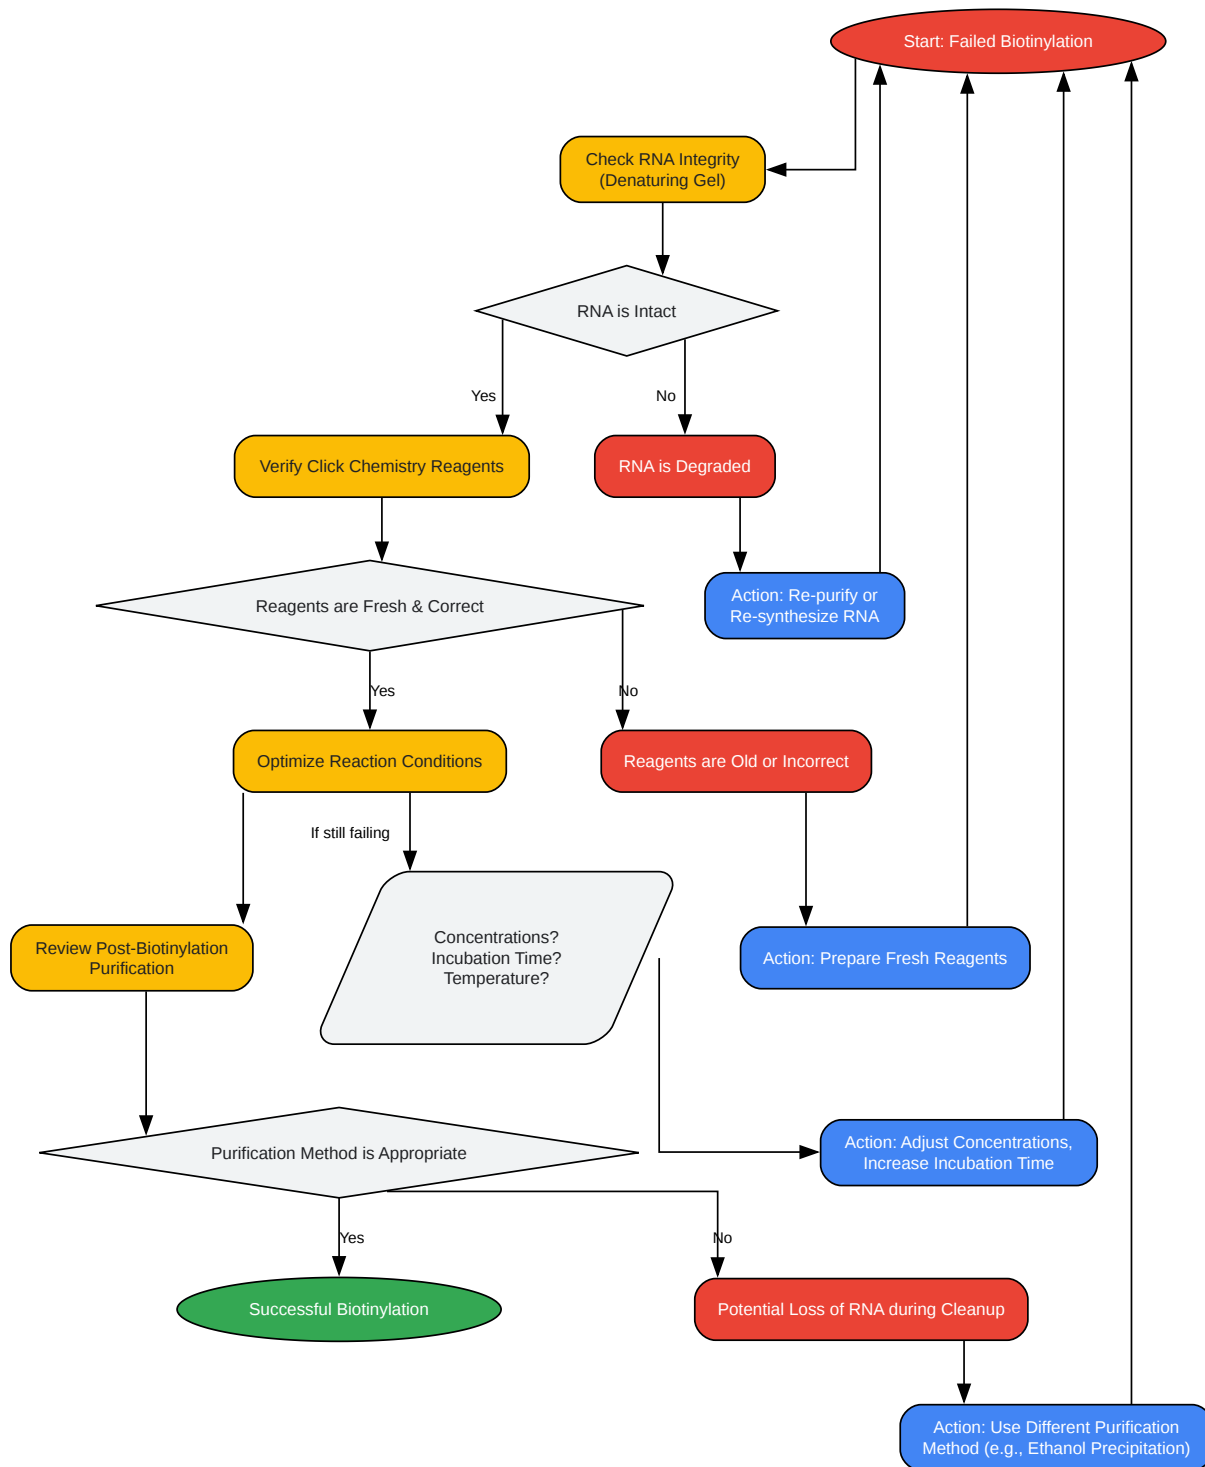 Start: Failed Biotinylation
Check RNA Integrity
(Denaturing Gel)
RNA is Intact
Yes
No
Verify Click Chemistry Reagents
RNA is Degraded
Reagents are Fresh & Correct
Action: Re-purify or
Re-synthesize RNA
Yes
No
Optimize Reaction Conditions
Reagents are Old or Incorrect
If still failing
Review Post-Biotinylation
Purification
Concentrations?
Incubation Time?
Temperature?
Action: Prepare Fresh Reagents
Purification Method is Appropriate
Action: Adjust Concentrations,
Increase Incubation Time
Yes
No
Successful Biotinylation
Potential Loss of RNA during Cleanup
Action: Use Different Purification
Method (e.g., Ethanol Precipitation)